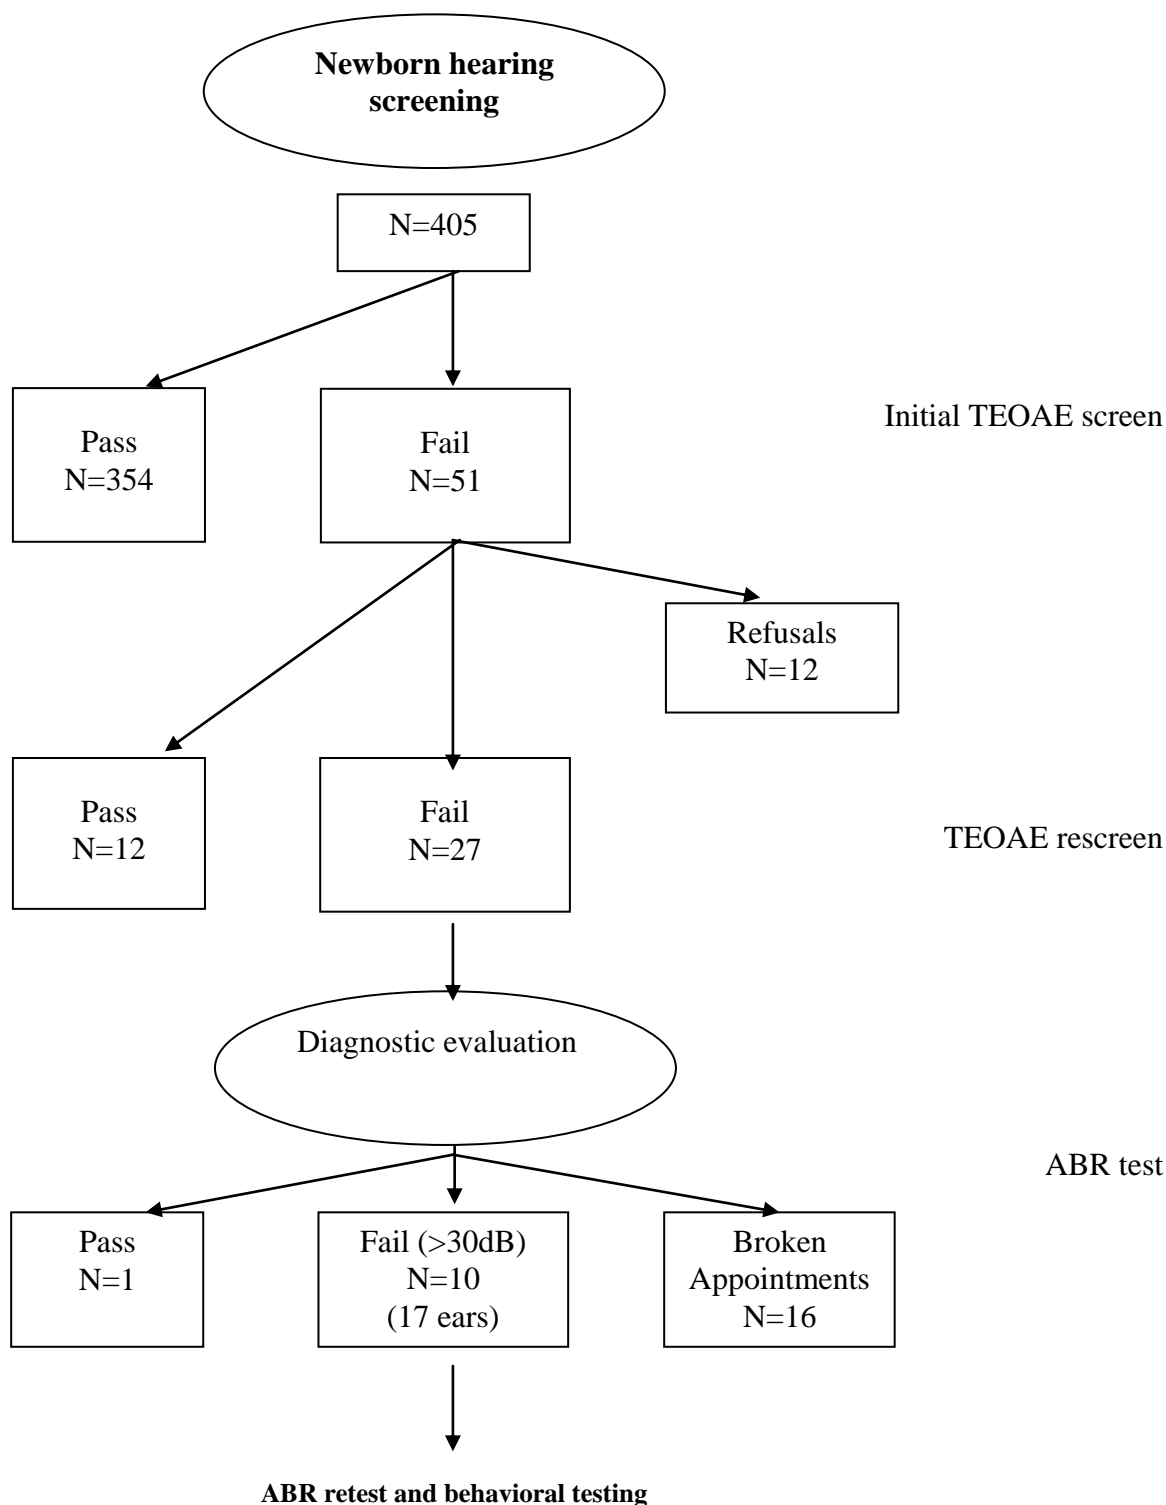 Newborn hearing
screening
N=405
Initial TEOAE screen
Pass
N=354
Fail
N=51
Refusals
N=12
Pass
N=12
Fail
N=27
TEOAE rescreen
Diagnostic evaluation
ABR test
Pass
N=1
Fail (>30dB)
N=10
(17 ears)
Broken
Appointments
N=16
ABR retest and behavioral testing